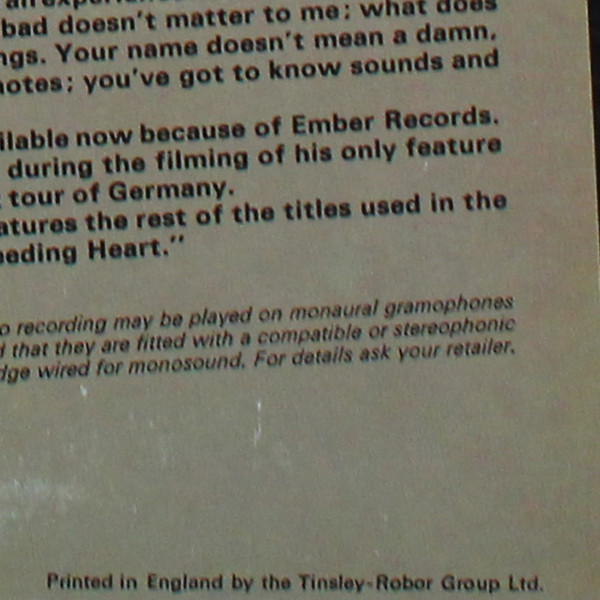 bad doesn't matter to me; what does
ngs. Your name doesn't mean a damn,
notes; you've got to know sounds and
ilable now because of Ember Records.
during the filming of his only feature
tour of Germany.
atures the rest of the titles used in the
eeding Heart."
o recording may be played on monaural gramophones
d that they are fitted with a compatible or stereophonic
dge wired for monosound. For details ask your retailer.
Printed in England by the Tinsley-Robor Group Ltd.